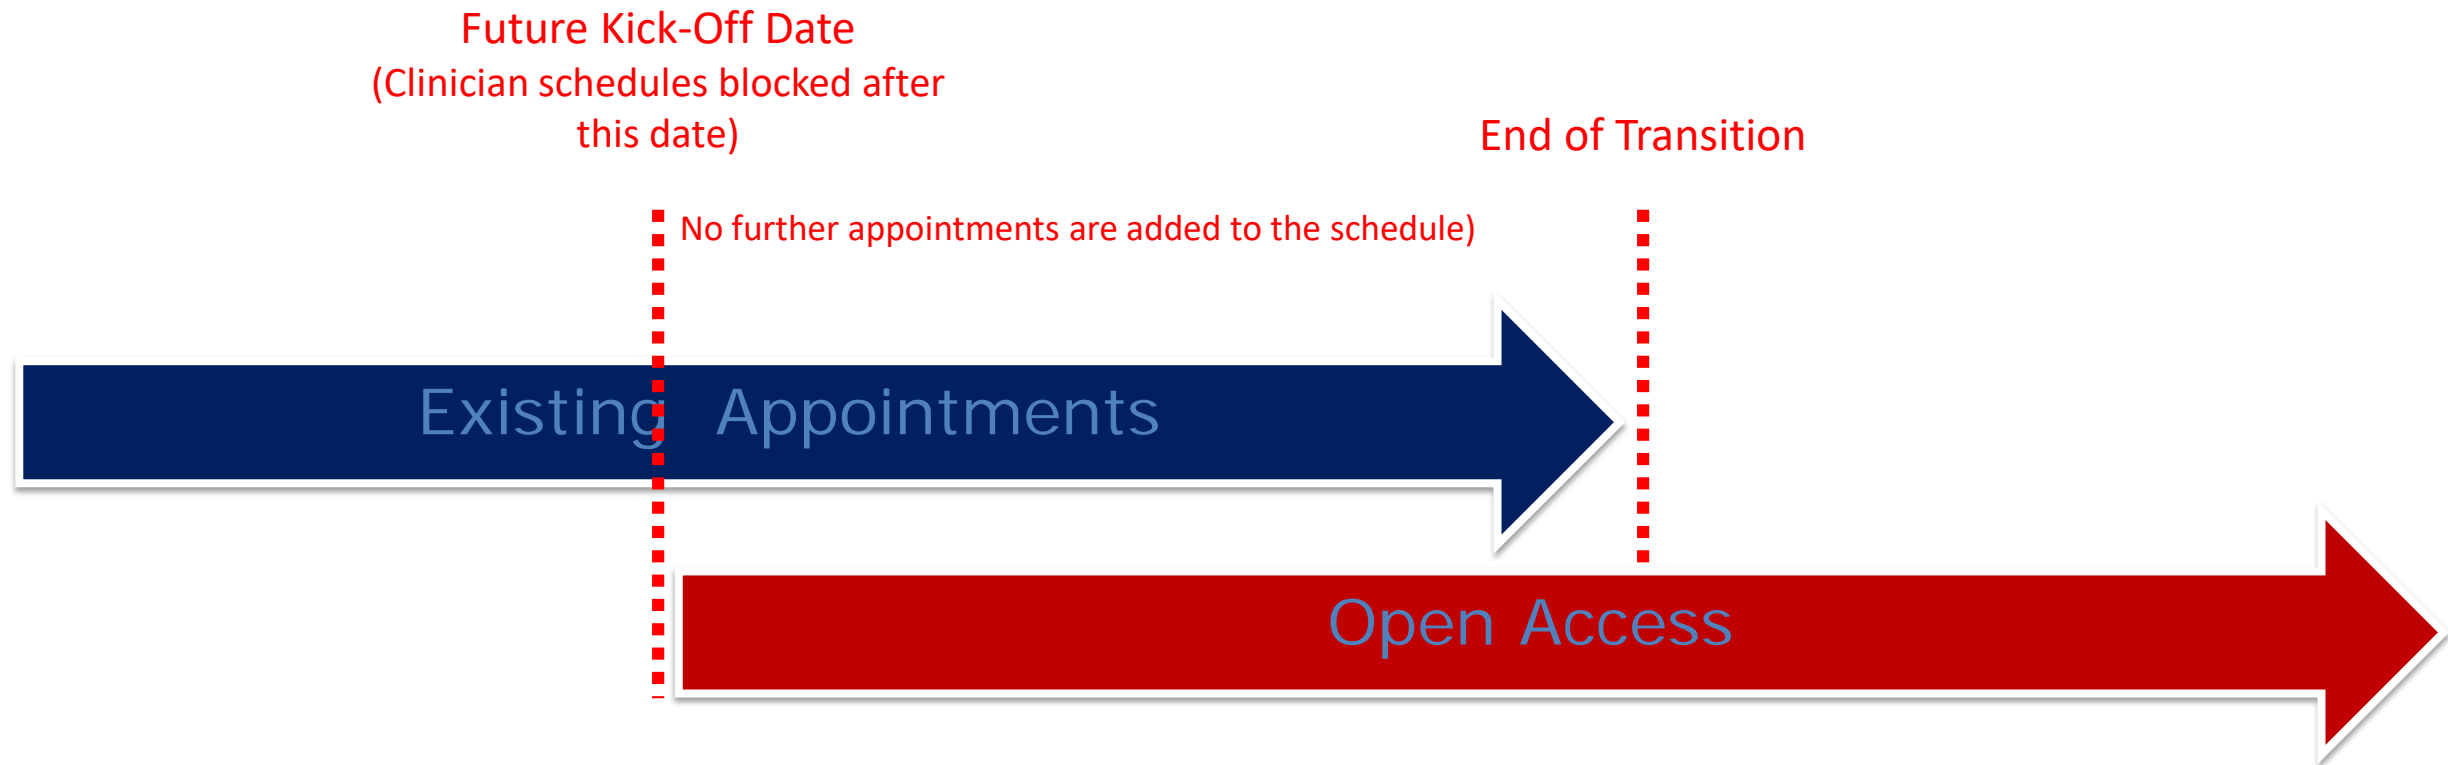 Future Kick-Off Date
(Clinician schedules blocked after
this date)
End of Transition
No further appointments are added to the schedule)
Existing Appointments
Open Access